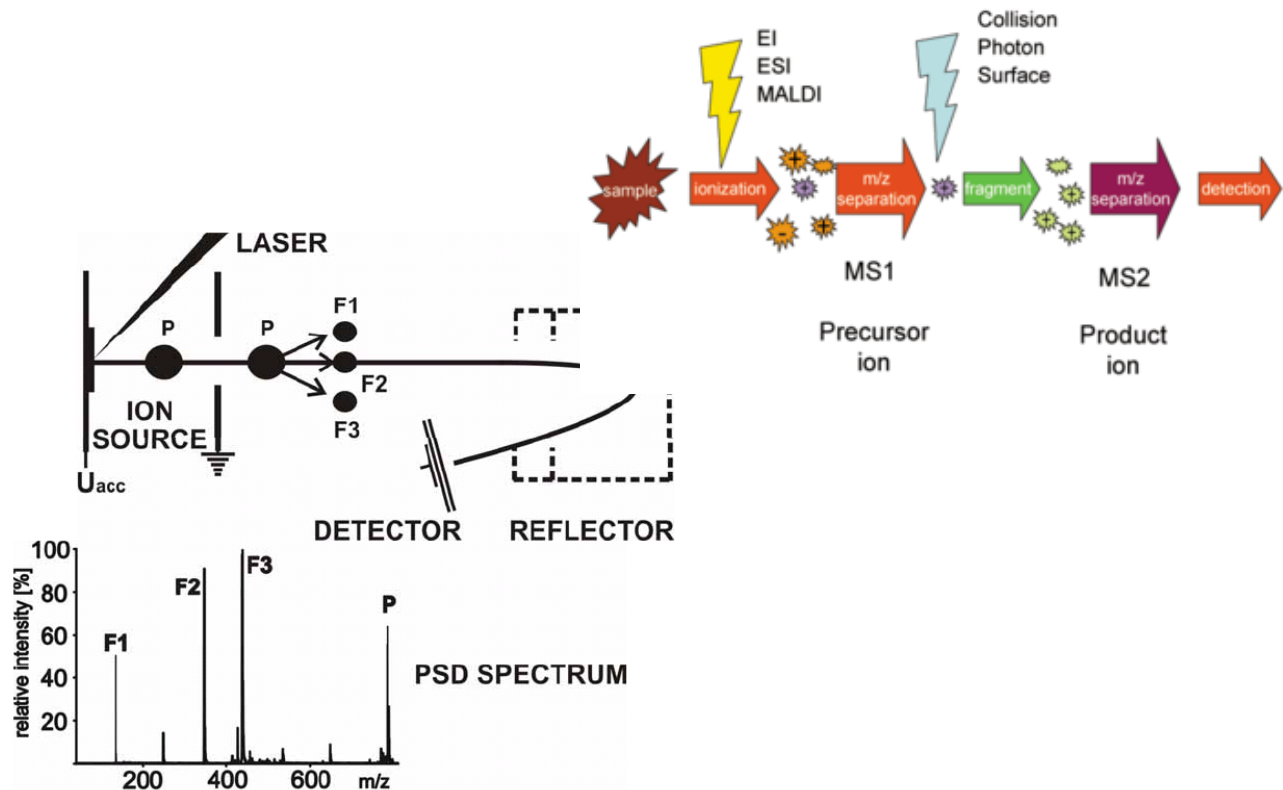 EI
ESI
MALDI
Collision
Photon
Surface
sample
ionization
+
+
-
+
m/z
separation
+
fragment
+
+
+
m/z
separation
detection
MS1
MS2
Precursor
ion
Product
ion
LASER
P
P
F1
F2
F3
ION
SOURCE
Uacc
DETECTOR
REFLECTOR
relative intensity [%]
100
80
60
40
20
F1
F2
F3
P
PSD SPECTRUM
200
400
600
m/z